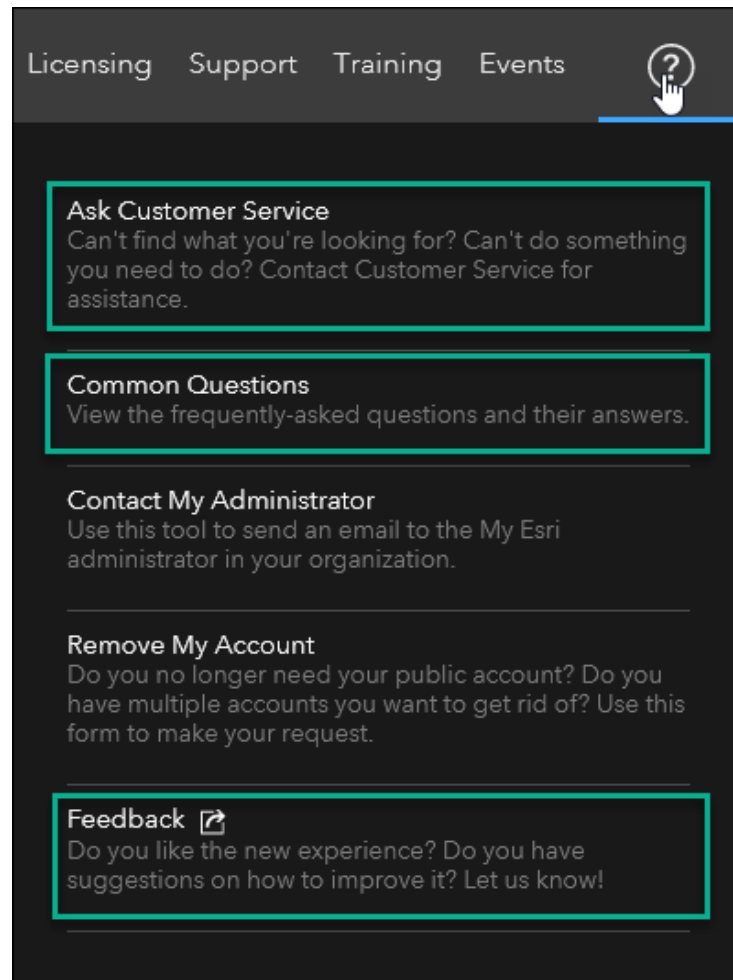 Licensing Support Training Events ?
Ask Customer Service
Can't find what you're looking for? Can't do something
you need to do? Contact Customer Service for
assistance.
Common Questions
View the frequently-asked questions and their answers.
Contact My Administrator
Use this tool to send an email to the My Esri
administrator in your organization.
Remove My Account
Do you no longer need your public account? Do you
have multiple accounts you want to get rid of? Use this
form to make your request.
Feedback
Do you like the new experience? Do you have
suggestions on how to improve it? Let us know!